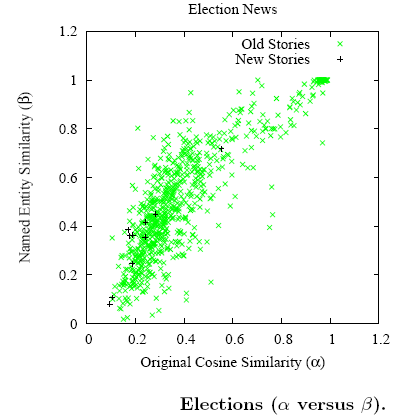 Election News
1.2
Old Stories
New Stories
1
0.8
0.6
0.4
0.2
0
Named Entity Similarity (β)
0 0.2 0.4 0.6 0.8 1 1.2
Original Cosine Similarity (α)
Elections (α versus β).